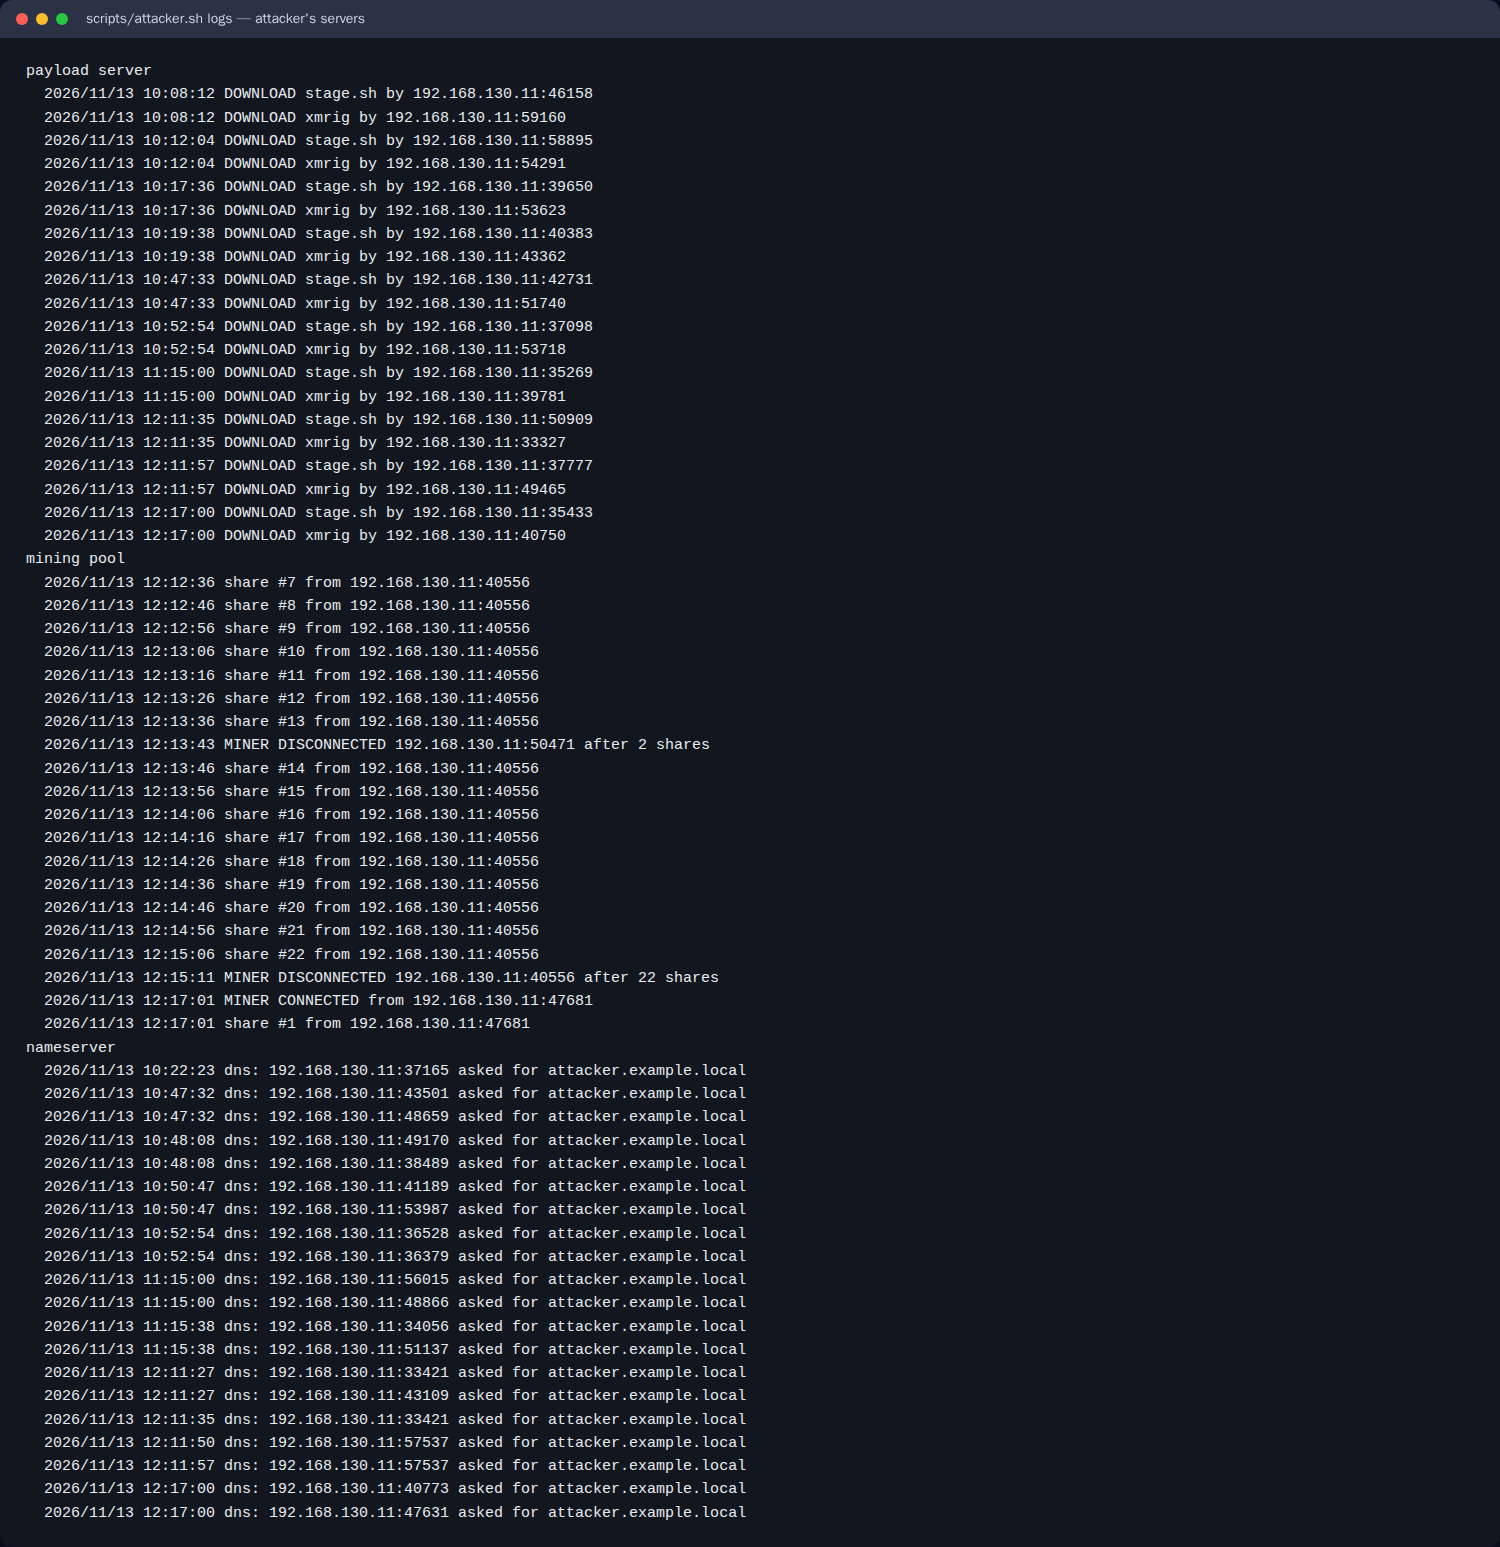 scripts/attacker.sh logs — attacker's servers
payload server
2026/11/13 10:08:12 DOWNLOAD stage.sh by 192.168.130.11:46158
2026/11/13 10:08:12 DOWNLOAD xmrig by 192.168.130.11:59160
2026/11/13 10:12:04 DOWNLOAD stage.sh by 192.168.130.11:58895
2026/11/13 10:12:04 DOWNLOAD xmrig by 192.168.130.11:54291
2026/11/13 10:17:36 DOWNLOAD stage.sh by 192.168.130.11:39650
2026/11/13 10:17:36 DOWNLOAD xmrig by 192.168.130.11:53623
2026/11/13 10:19:38 DOWNLOAD stage.sh by 192.168.130.11:40383
2026/11/13 10:19:38 DOWNLOAD xmrig by 192.168.130.11:43362
2026/11/13 10:47:33 DOWNLOAD stage.sh by 192.168.130.11:42731
2026/11/13 10:47:33 DOWNLOAD xmrig by 192.168.130.11:51740
2026/11/13 10:52:54 DOWNLOAD stage.sh by 192.168.130.11:37098
2026/11/13 10:52:54 DOWNLOAD xmrig by 192.168.130.11:53718
2026/11/13 11:15:00 DOWNLOAD stage.sh by 192.168.130.11:35269
2026/11/13 11:15:00 DOWNLOAD xmrig by 192.168.130.11:39781
2026/11/13 12:11:35 DOWNLOAD stage.sh by 192.168.130.11:50909
2026/11/13 12:11:35 DOWNLOAD xmrig by 192.168.130.11:33327
2026/11/13 12:11:57 DOWNLOAD stage.sh by 192.168.130.11:37777
2026/11/13 12:11:57 DOWNLOAD xmrig by 192.168.130.11:49465
2026/11/13 12:17:00 DOWNLOAD stage.sh by 192.168.130.11:35433
2026/11/13 12:17:00 DOWNLOAD xmrig by 192.168.130.11:40750
mining pool
2026/11/13 12:12:36 share #7 from 192.168.130.11:40556
2026/11/13 12:12:46 share #8 from 192.168.130.11:40556
2026/11/13 12:12:56 share #9 from 192.168.130.11:40556
2026/11/13 12:13:06 share #10 from 192.168.130.11:40556
2026/11/13 12:13:16 share #11 from 192.168.130.11:40556
2026/11/13 12:13:26 share #12 from 192.168.130.11:40556
2026/11/13 12:13:36 share #13 from 192.168.130.11:40556
2026/11/13 12:13:43 MINER DISCONNECTED 192.168.130.11:50471 after 2 shares
2026/11/13 12:13:46 share #14 from 192.168.130.11:40556
2026/11/13 12:13:56 share #15 from 192.168.130.11:40556
2026/11/13 12:14:06 share #16 from 192.168.130.11:40556
2026/11/13 12:14:16 share #17 from 192.168.130.11:40556
2026/11/13 12:14:26 share #18 from 192.168.130.11:40556
2026/11/13 12:14:36 share #19 from 192.168.130.11:40556
2026/11/13 12:14:46 share #20 from 192.168.130.11:40556
2026/11/13 12:14:56 share #21 from 192.168.130.11:40556
2026/11/13 12:15:06 share #22 from 192.168.130.11:40556
2026/11/13 12:15:11 MINER DISCONNECTED 192.168.130.11:40556 after 22 shares
2026/11/13 12:17:01 MINER CONNECTED from 192.168.130.11:47681
2026/11/13 12:17:01 share #1 from 192.168.130.11:47681
nameserver
2026/11/13 10:22:23 dns: 192.168.130.11:37165 asked for attacker.example.local
2026/11/13 10:47:32 dns: 192.168.130.11:43501 asked for attacker.example.local
2026/11/13 10:47:32 dns: 192.168.130.11:48659 asked for attacker.example.local
2026/11/13 10:48:08 dns: 192.168.130.11:49170 asked for attacker.example.local
2026/11/13 10:48:08 dns: 192.168.130.11:38489 asked for attacker.example.local
2026/11/13 10:50:47 dns: 192.168.130.11:41189 asked for attacker.example.local
2026/11/13 10:50:47 dns: 192.168.130.11:53987 asked for attacker.example.local
2026/11/13 10:52:54 dns: 192.168.130.11:36528 asked for attacker.example.local
2026/11/13 10:52:54 dns: 192.168.130.11:36379 asked for attacker.example.local
2026/11/13 11:15:00 dns: 192.168.130.11:56015 asked for attacker.example.local
2026/11/13 11:15:00 dns: 192.168.130.11:48866 asked for attacker.example.local
2026/11/13 11:15:38 dns: 192.168.130.11:34056 asked for attacker.example.local
2026/11/13 11:15:38 dns: 192.168.130.11:51137 asked for attacker.example.local
2026/11/13 12:11:27 dns: 192.168.130.11:33421 asked for attacker.example.local
2026/11/13 12:11:27 dns: 192.168.130.11:43109 asked for attacker.example.local
2026/11/13 12:11:35 dns: 192.168.130.11:33421 asked for attacker.example.local
2026/11/13 12:11:50 dns: 192.168.130.11:57537 asked for attacker.example.local
2026/11/13 12:11:57 dns: 192.168.130.11:57537 asked for attacker.example.local
2026/11/13 12:17:00 dns: 192.168.130.11:40773 asked for attacker.example.local
2026/11/13 12:17:00 dns: 192.168.130.11:47631 asked for attacker.example.local